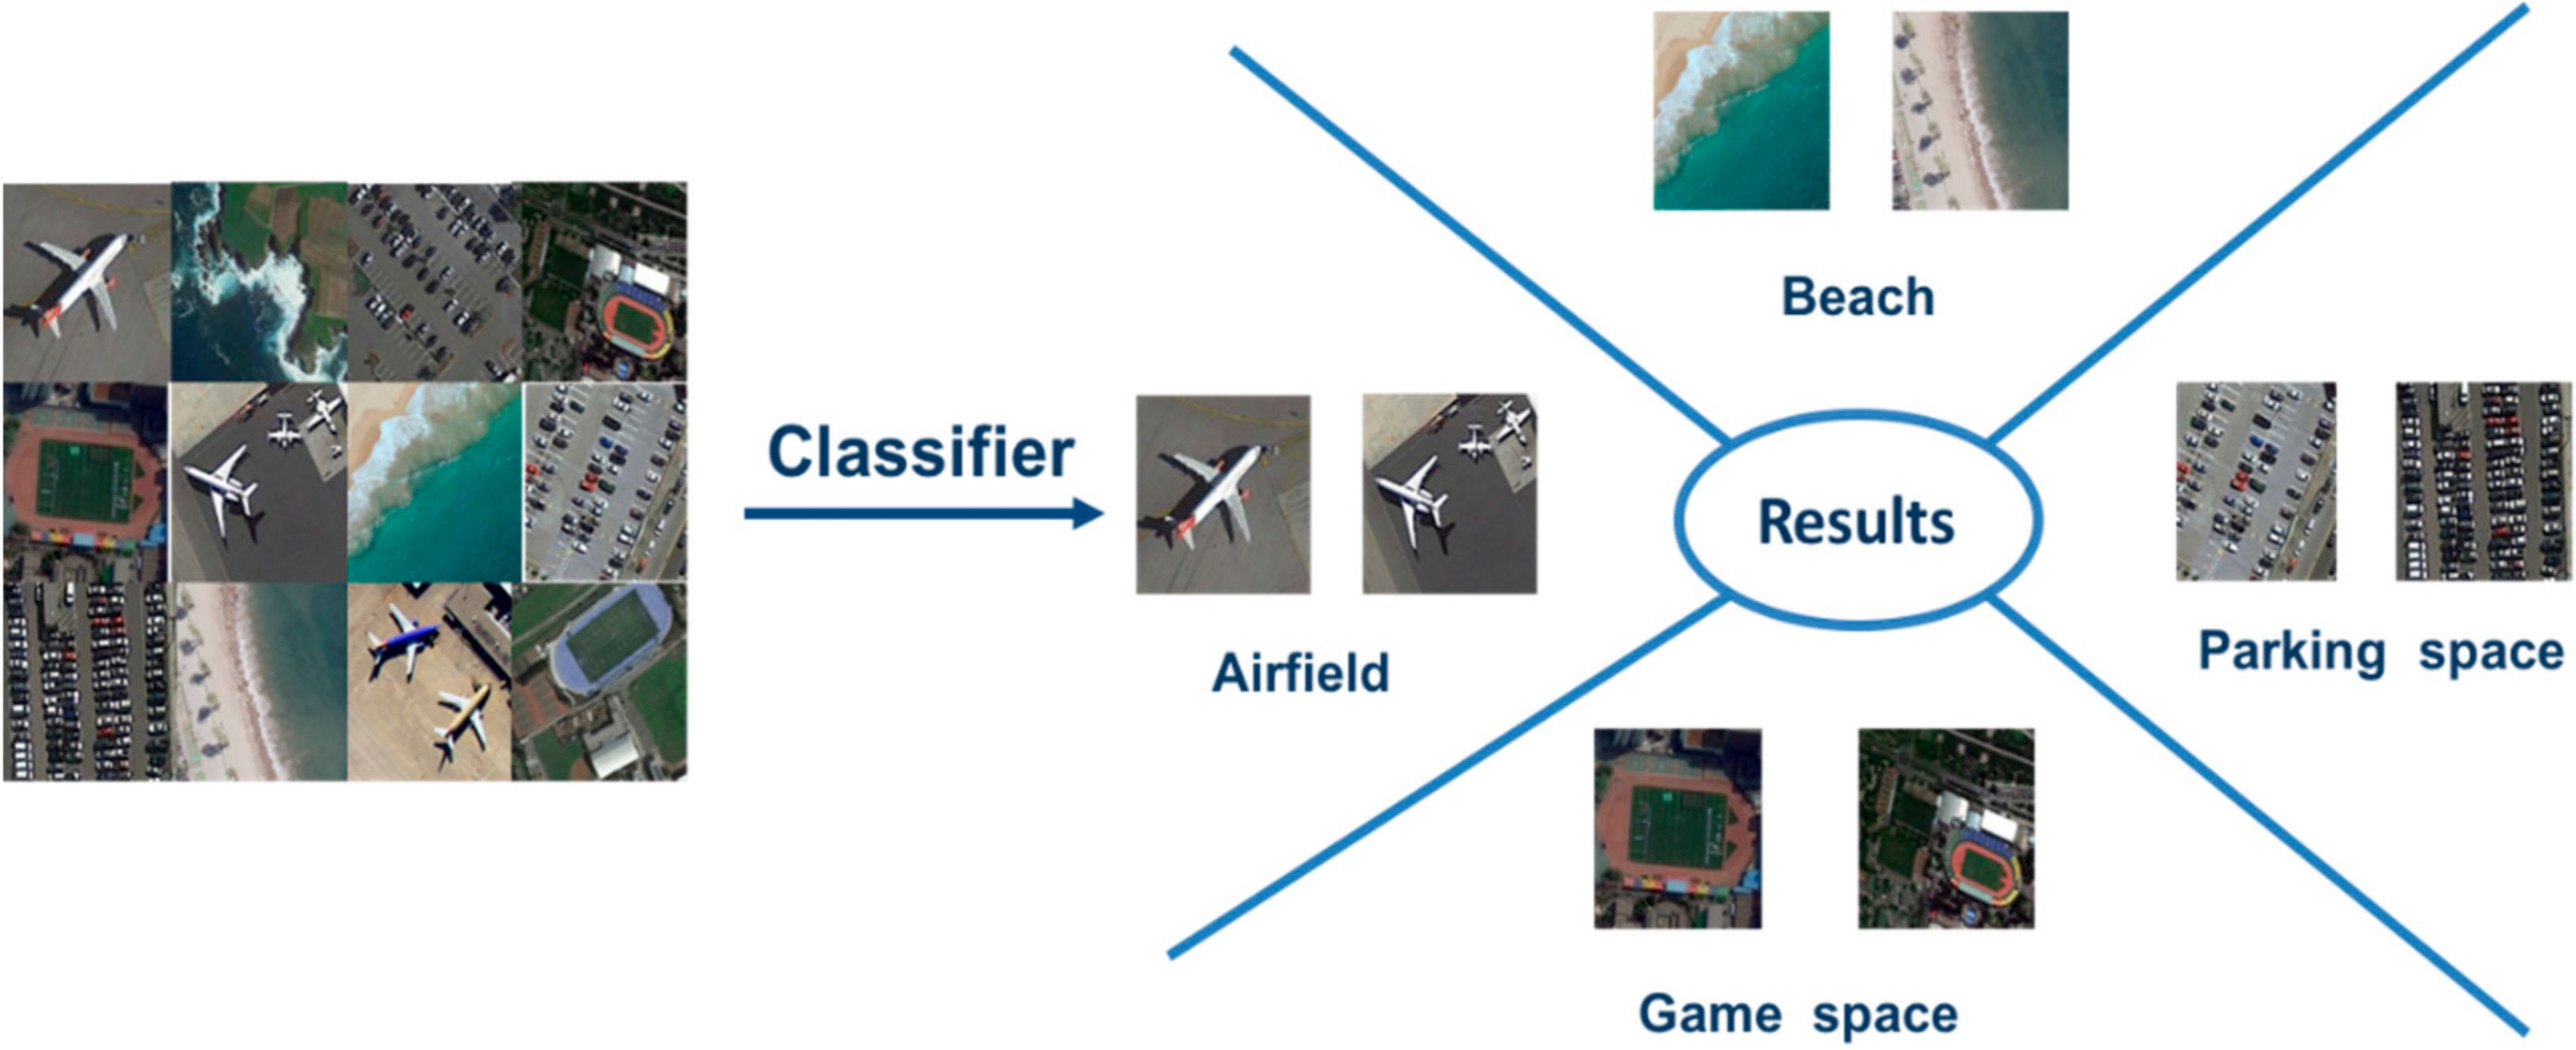 Beach
Classifier
Results
Airfield
Parking space
Game space